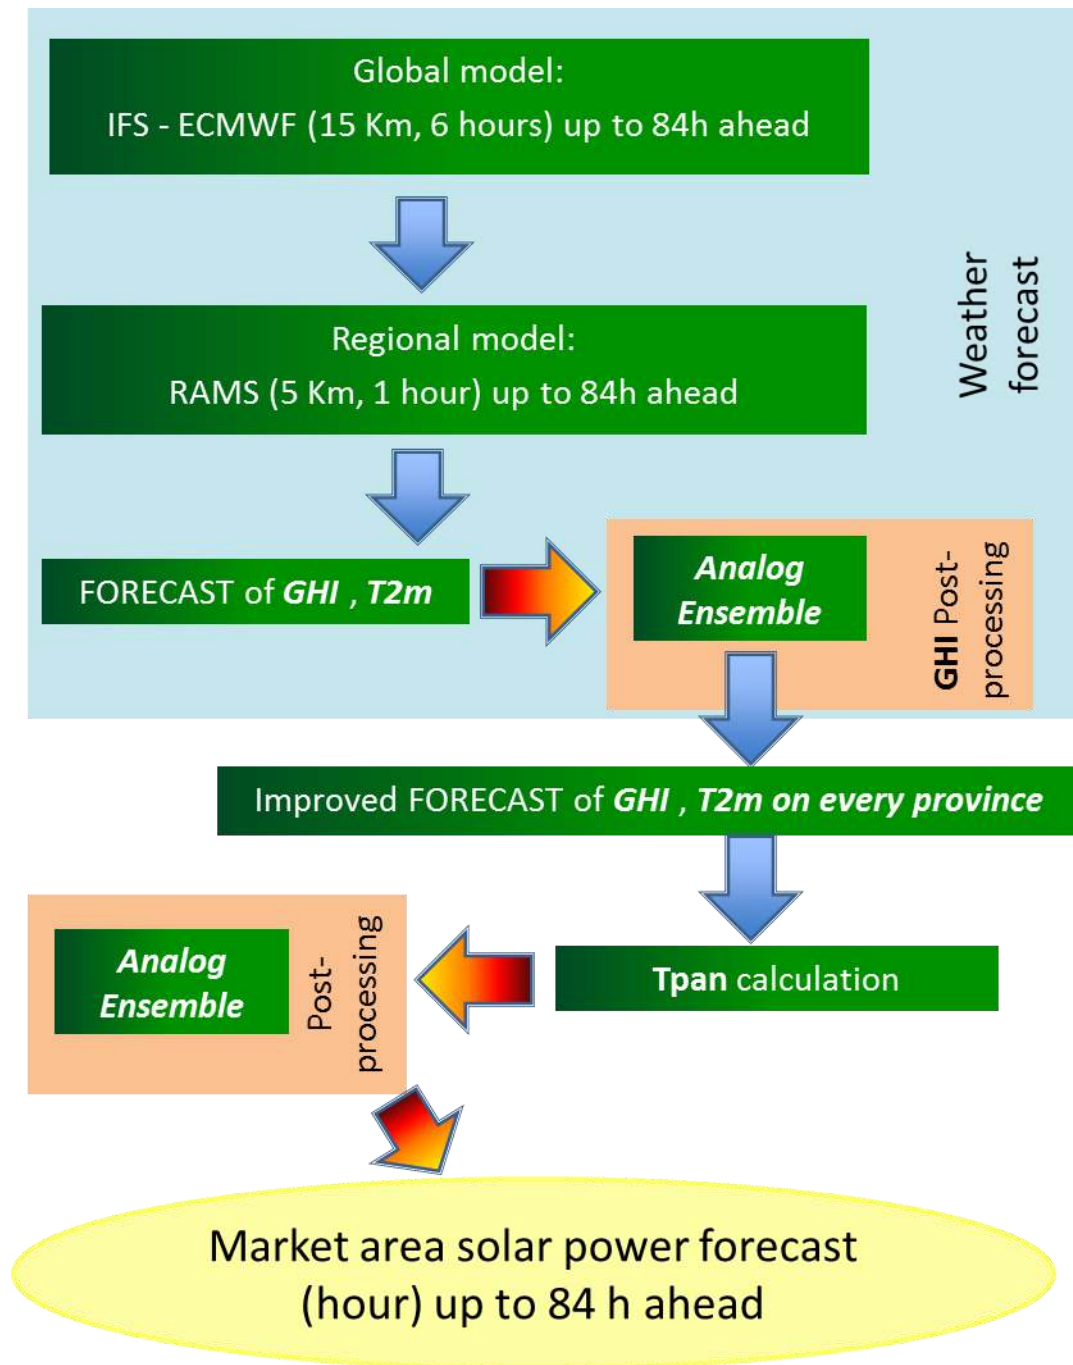 Global model:
IFS - ECMWF (15 Km, 6 hours) up to 84h ahead
Regional model:
RAMS (5 Km, 1 hour) up to 84h ahead
Weather
forecast
FORECAST of GHI , T2m
Analog
Ensemble
GHI Post-
processing
Improved FORECAST of GHI , T2m on every province
Tpan calculation
Analog
Ensemble
Post-
processing
Market area solar power forecast
(hour) up to 84 h ahead